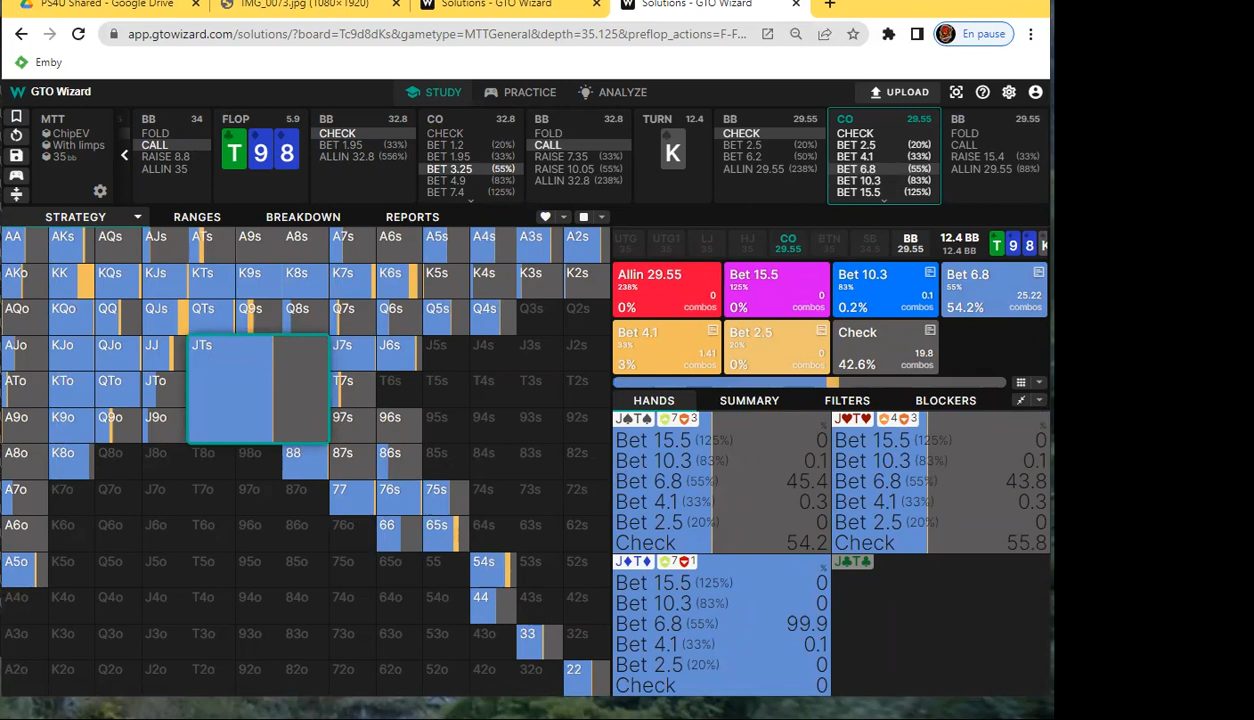 PS4U Shared - Google Drive × IMG_0073.jpg (1080×1920) × Solutions - GTO Wizard × Solutions - GTO Wizard × +
app.gtowizard.com/solutions/?board=Tc9d8dKs&gametype=MTTGeneral&depth=35.125&preflop_actions=F-F... En pause
Emby
GTO Wizard STUDY PRACTICE ANALYZE UPLOAD
MTT
ChipEV
With limps
35bb
BB 34
FOLD
CALL
RAISE 8.8
ALLIN 35
FLOP 5.9
T 9 8
BB 32.8
CHECK
BET 1.95 (33%)
ALLIN 32.8 (556%)
CO 32.8
CHECK
BET 1.2 (20%)
BET 1.95 (33%)
BET 3.25 (55%)
BET 4.9 (83%)
BET 7.4 (125%)
BB 32.8
FOLD
CALL
RAISE 7.35 (33%)
RAISE 10.05 (55%)
ALLIN 32.8 (238%)
TURN 12.4
K
BB 29.55
CHECK
BET 2.5 (20%)
BET 6.2 (50%)
ALLIN 29.55 (238%)
CO 29.55
CHECK
BET 2.5 (20%)
BET 4.1 (33%)
BET 6.8 (55%)
BET 10.3 (83%)
BET 15.5 (125%)
BB 29.55
FOLD
CALL
RAISE 15.4 (33%)
ALLIN 29.55 (88%)
STRATEGY RANGES BREAKDOWN REPORTS
AA AKs AQs AJs ATs A9s A8s A7s A6s A5s A4s A3s A2s
AKo KK KQs KJs KTs K9s K8s K7s K6s K5s K4s K3s K2s
AQo KQo QQ QJs QTs Q9s Q8s Q7s Q6s Q5s Q4s Q3s Q2s
AJo KJo QJo JJ JTs J7s J6s J5s J4s J3s J2s
ATo KTo QTo JTo T7s T6s T5s T4s T3s T2s
A9o K9o Q9o J9o 97s 96s 95s 94s 93s 92s
A8o K8o Q8o J8o T8o 98o 88 87s 86s 85s 84s 83s 82s
A7o K7o Q7o J7o T7o 97o 87o 77 76s 75s 74s 73s 72s
A6o K6o Q6o J6o T6o 96o 86o 76o 66 65s 64s 63s 62s
A5o K5o Q5o J5o T5o 95o 85o 75o 65o 55 54s 53s 52s
A4o K4o Q4o J4o T4o 94o 84o 74o 64o 54o 44 43s 42s
A3o K3o Q3o J3o T3o 93o 83o 73o 63o 53o 43o 33 32s
A2o K2o Q2o J2o T2o 92o 82o 72o 62o 52o 42o 32o 22
UTG 35 UTG1 35 LJ 35 HJ 35 CO 29.55 BTN 35 SB 34.5 BB 29.55 12.4 BB 12.4 BB T 9 8 K
Allin 29.55
238%
0
0% combos
Bet 15.5
125%
0
0% combos
Bet 10.3
83%
0.1
0.2% combos
Bet 6.8
55%
25.22
54.2% combos
Bet 4.1
33%
1.41
3% combos
Bet 2.5
20%
0
0% combos
Check
19.8
42.6% combos
HANDS SUMMARY FILTERS BLOCKERS
J♠T♠ 7 3 %
Bet 15.5 (125%) 0
Bet 10.3 (83%) 0.1
Bet 6.8 (55%) 45.4
Bet 4.1 (33%) 0.3
Bet 2.5 (20%) 0
Check 54.2
J♥T♥ 4 3 %
Bet 15.5 (125%) 0
Bet 10.3 (83%) 0.1
Bet 6.8 (55%) 43.8
Bet 4.1 (33%) 0.3
Bet 2.5 (20%) 0
Check 55.8
J♦T♦ 7 1 %
Bet 15.5 (125%) 0
Bet 10.3 (83%) 0
Bet 6.8 (55%) 99.9
Bet 4.1 (33%) 0.1
Bet 2.5 (20%) 0
Check 0
J♣T♣